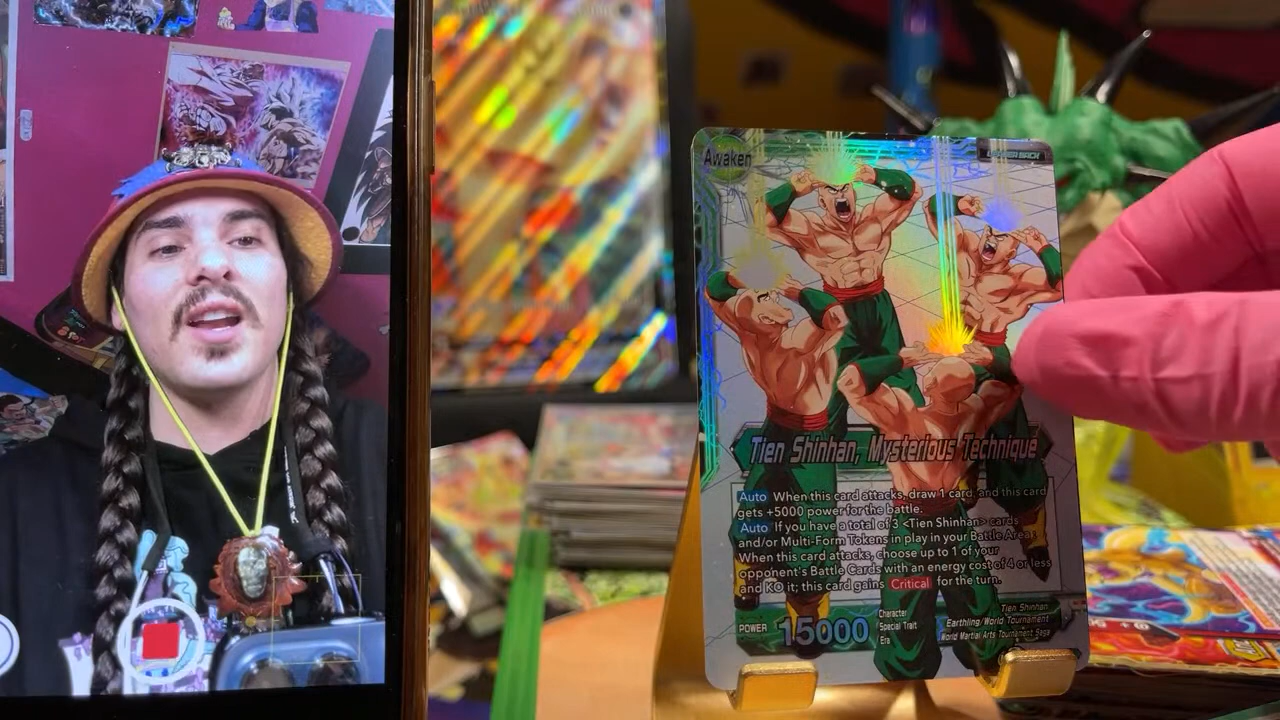 Awaken
LEADER BACK
Tien Shinhan, Mysterious Technique
Auto When this card attacks, draw 1 card, and this card
gets +5000 power for the battle.
Auto If you have a total of 3 <Tien Shinhan> cards
and/or Multi-Form Tokens in play in your Battle Area:
When this card attacks, choose up to 1 of your
opponent's Battle Cards with an energy cost of 4 or less
and KO it; this card gains Critical for the turn.
POWER 15000
Character Tien Shinhan
Special Trait Earthling/World Tournament
Era World Martial Arts Tournament Saga